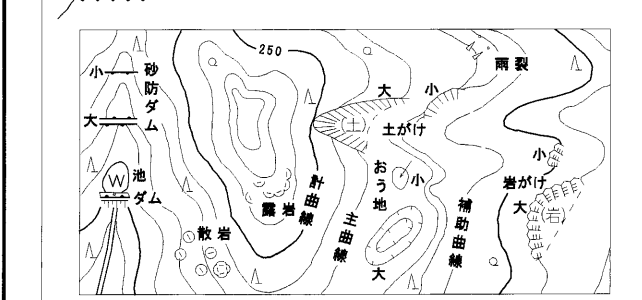 250
小
砂防ダム
大
池
W
ダム
散岩
露岩
計曲線
主曲線
大
小
土
土がけ
おう地
小
大
補助曲線
雨裂
小
岩がけ
大
岩